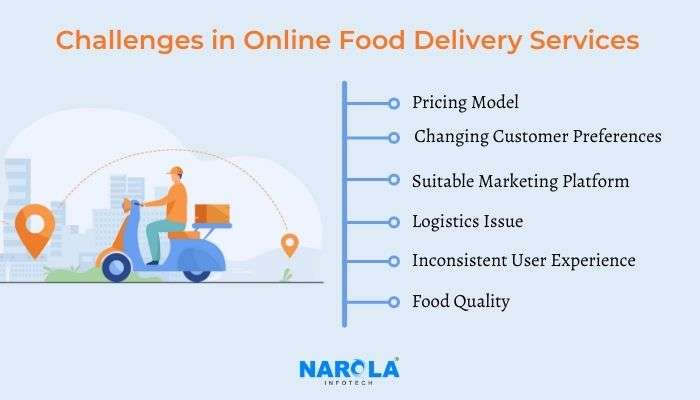 Challenges in Online Food Delivery Services
Pricing Model
Changing Customer Preferences
Suitable Marketing Platform
Logistics Issue
Inconsistent User Experience
Food Quality
NAROLA®
INFOTECH